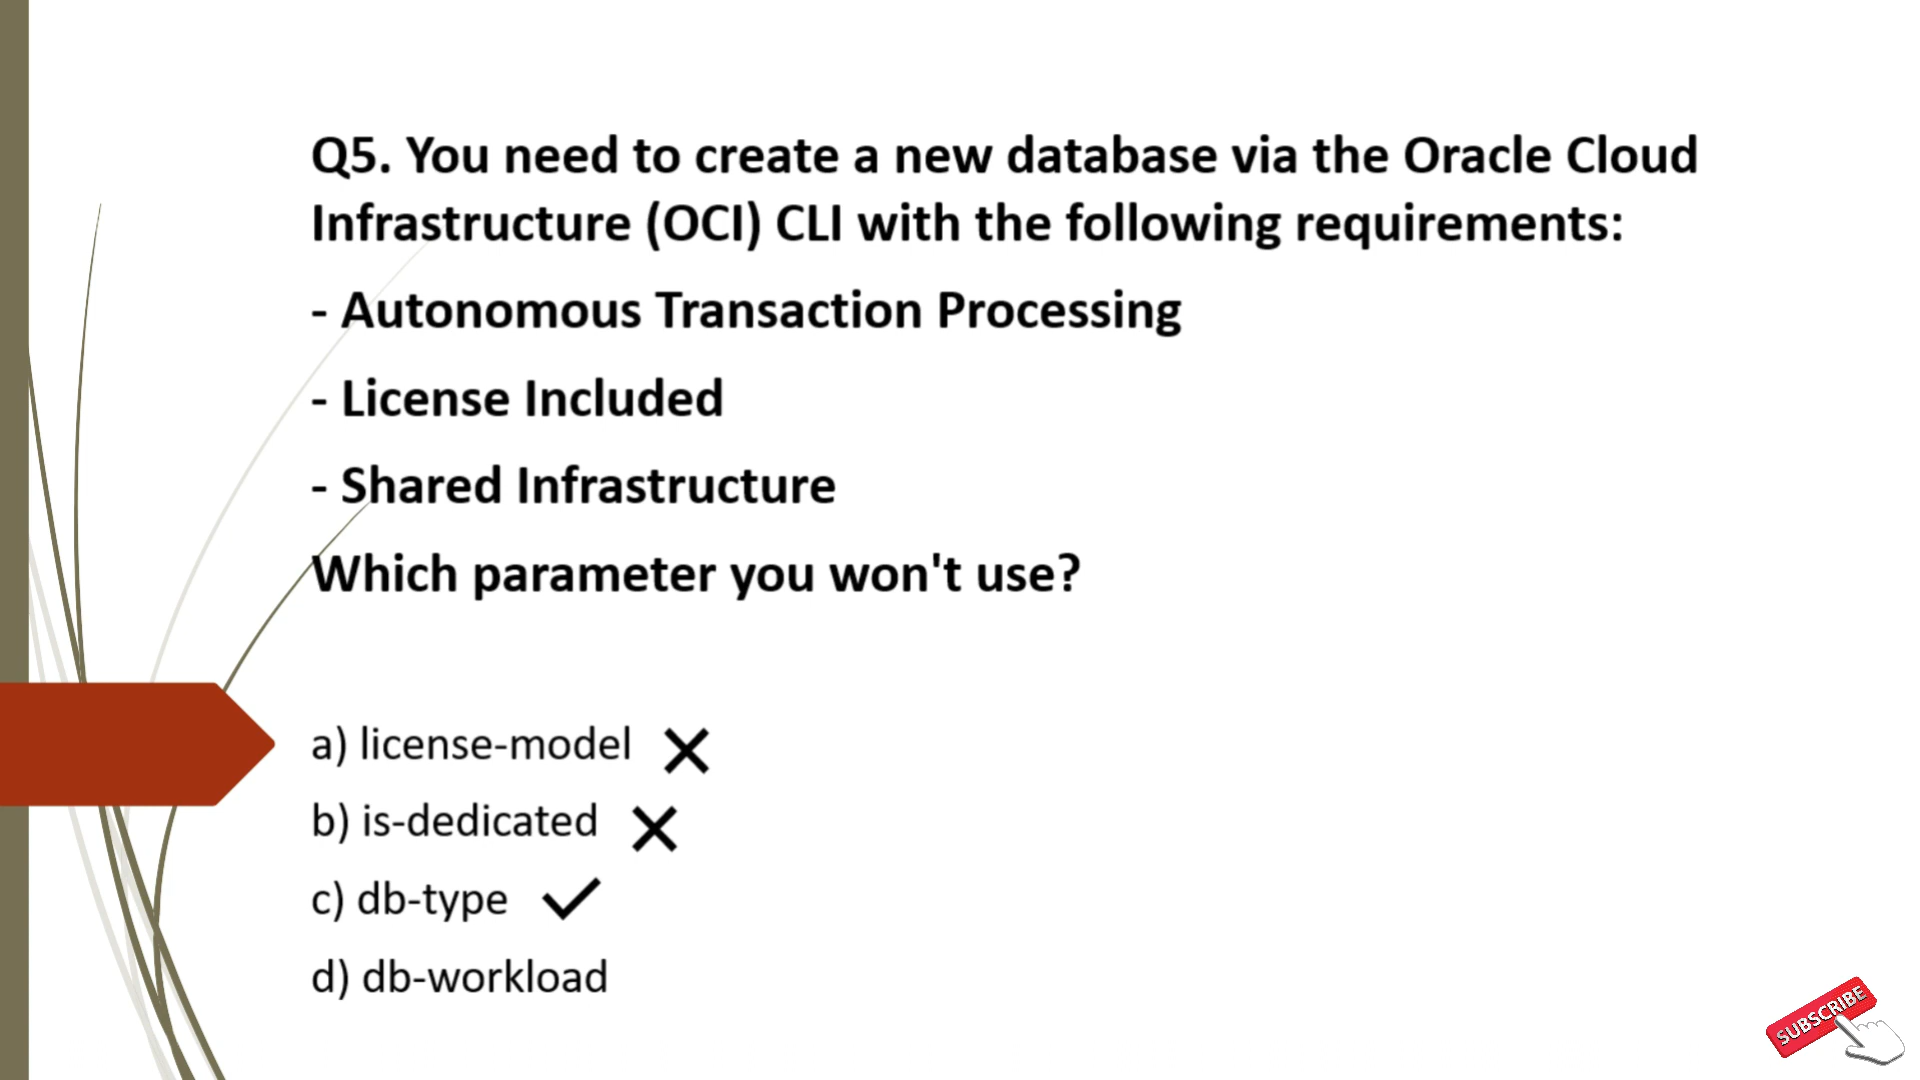 Q5. You need to create a new database via the Oracle Cloud
Infrastructure (OCI) CLI with the following requirements:
- Autonomous Transaction Processing
- License Included
- Shared Infrastructure
Which parameter you won't use?
a) license-model
b) is-dedicated
c) db-type
d) db-workload
SUBSCRIBE